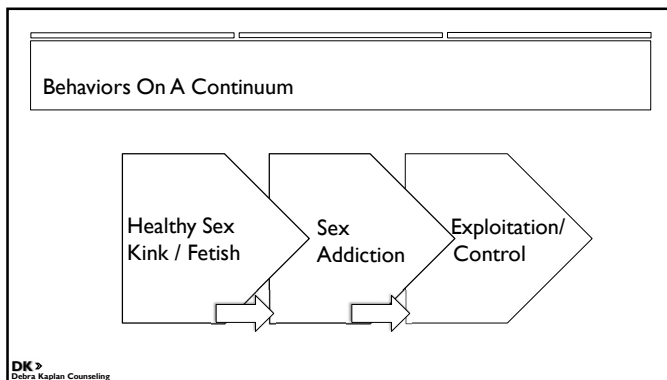 Behaviors On A Continuum
Healthy Sex
Kink / Fetish
Sex
Addiction
Exploitation/
Control
DK»
Debra Kaplan Counseling